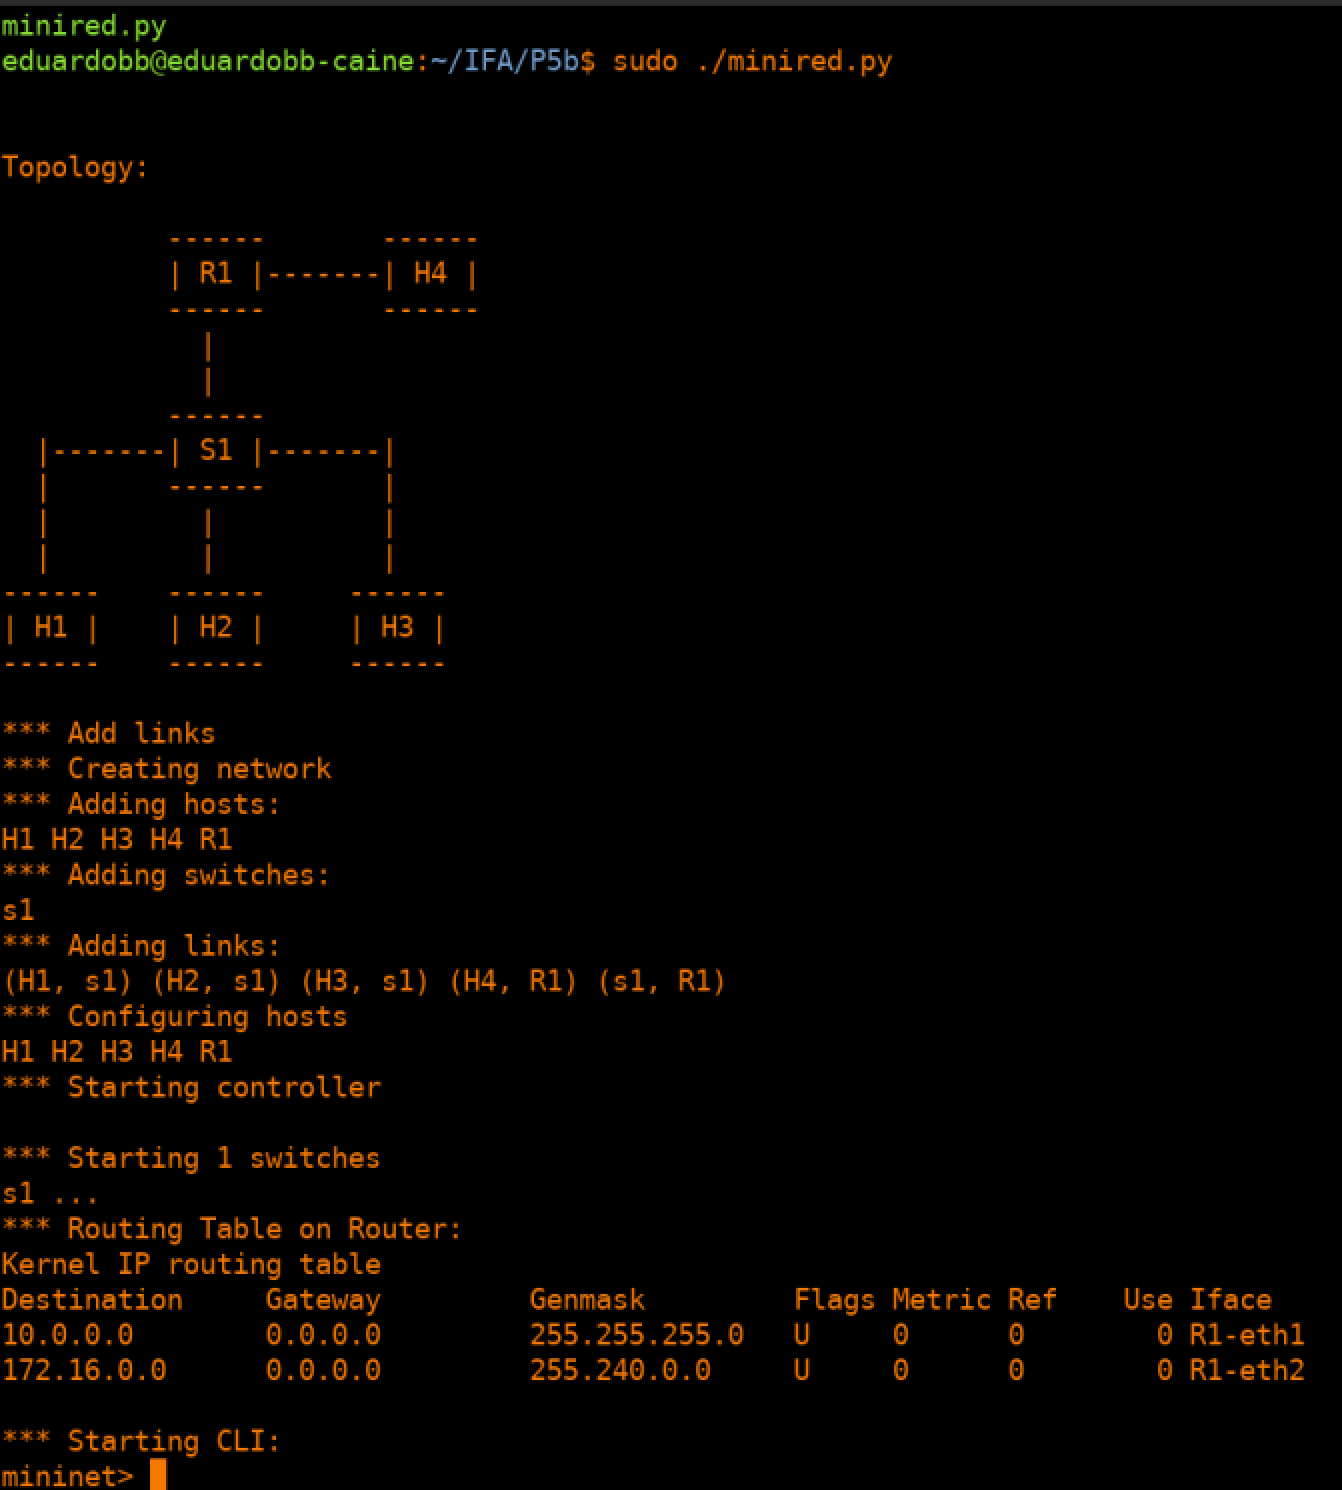 minired.py
eduardobb@eduardobb-caine:~/IFA/P5b$ sudo ./minired.py
Topology:
          ------       ------
          | R1 |-------| H4 |
          ------       ------
            |
            |
          ------
  |-------| S1 |-------|
  |       ------       |
  |         |          |
  |         |          |
------    ------     ------
| H1 |    | H2 |     | H3 |
------    ------     ------
*** Add links
*** Creating network
*** Adding hosts:
H1 H2 H3 H4 R1
*** Adding switches:
s1
*** Adding links:
(H1, s1) (H2, s1) (H3, s1) (H4, R1) (s1, R1)
*** Configuring hosts
H1 H2 H3 H4 R1
*** Starting controller
*** Starting 1 switches
s1 ...
*** Routing Table on Router:
Kernel IP routing table
Destination     Gateway         Genmask         Flags Metric Ref    Use Iface
10.0.0.0        0.0.0.0         255.255.255.0   U     0      0        0 R1-eth1
172.16.0.0      0.0.0.0         255.240.0.0     U     0      0        0 R1-eth2
*** Starting CLI:
mininet>